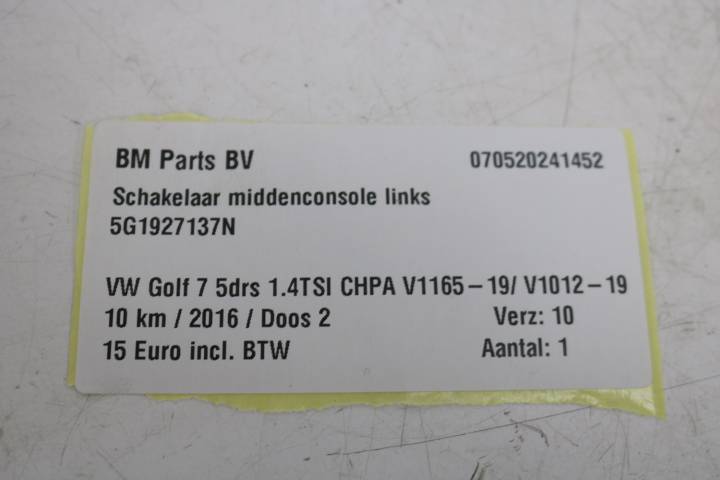 BM Parts BV 070520241452
Schakelaar middenconsole links
5G1927137N
VW Golf 7 5drs 1.4TSI CHPA V1165-19/ V1012-19
10 km / 2016 / Doos 2 Verz: 10
15 Euro incl. BTW Aantal: 1